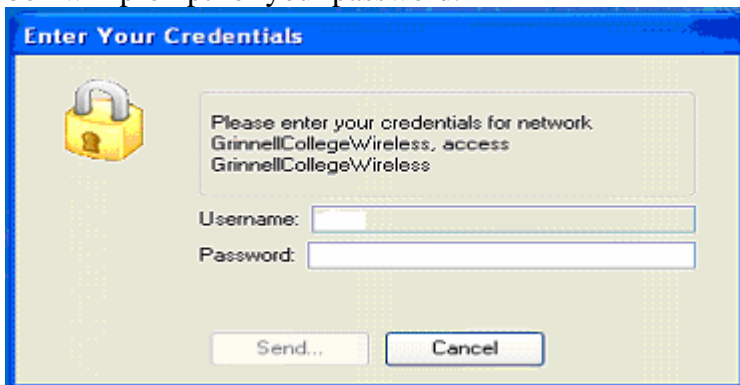 Enter Your Credentials
Please enter your credentials for network
GrinnellCollegeWireless, access
GrinnellCollegeWireless
Username:
Password:
Send...
Cancel